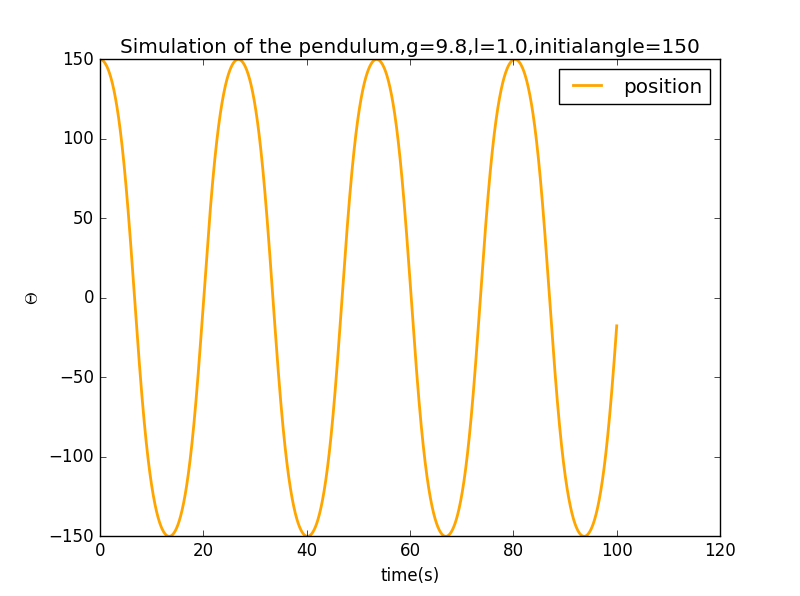 Simulation of the pendulum,g=9.8,l=1.0,initialangle=150
position
150
100
50
0
−50
−100
−150
Θ
0 20 40 60 80 100 120
time(s)